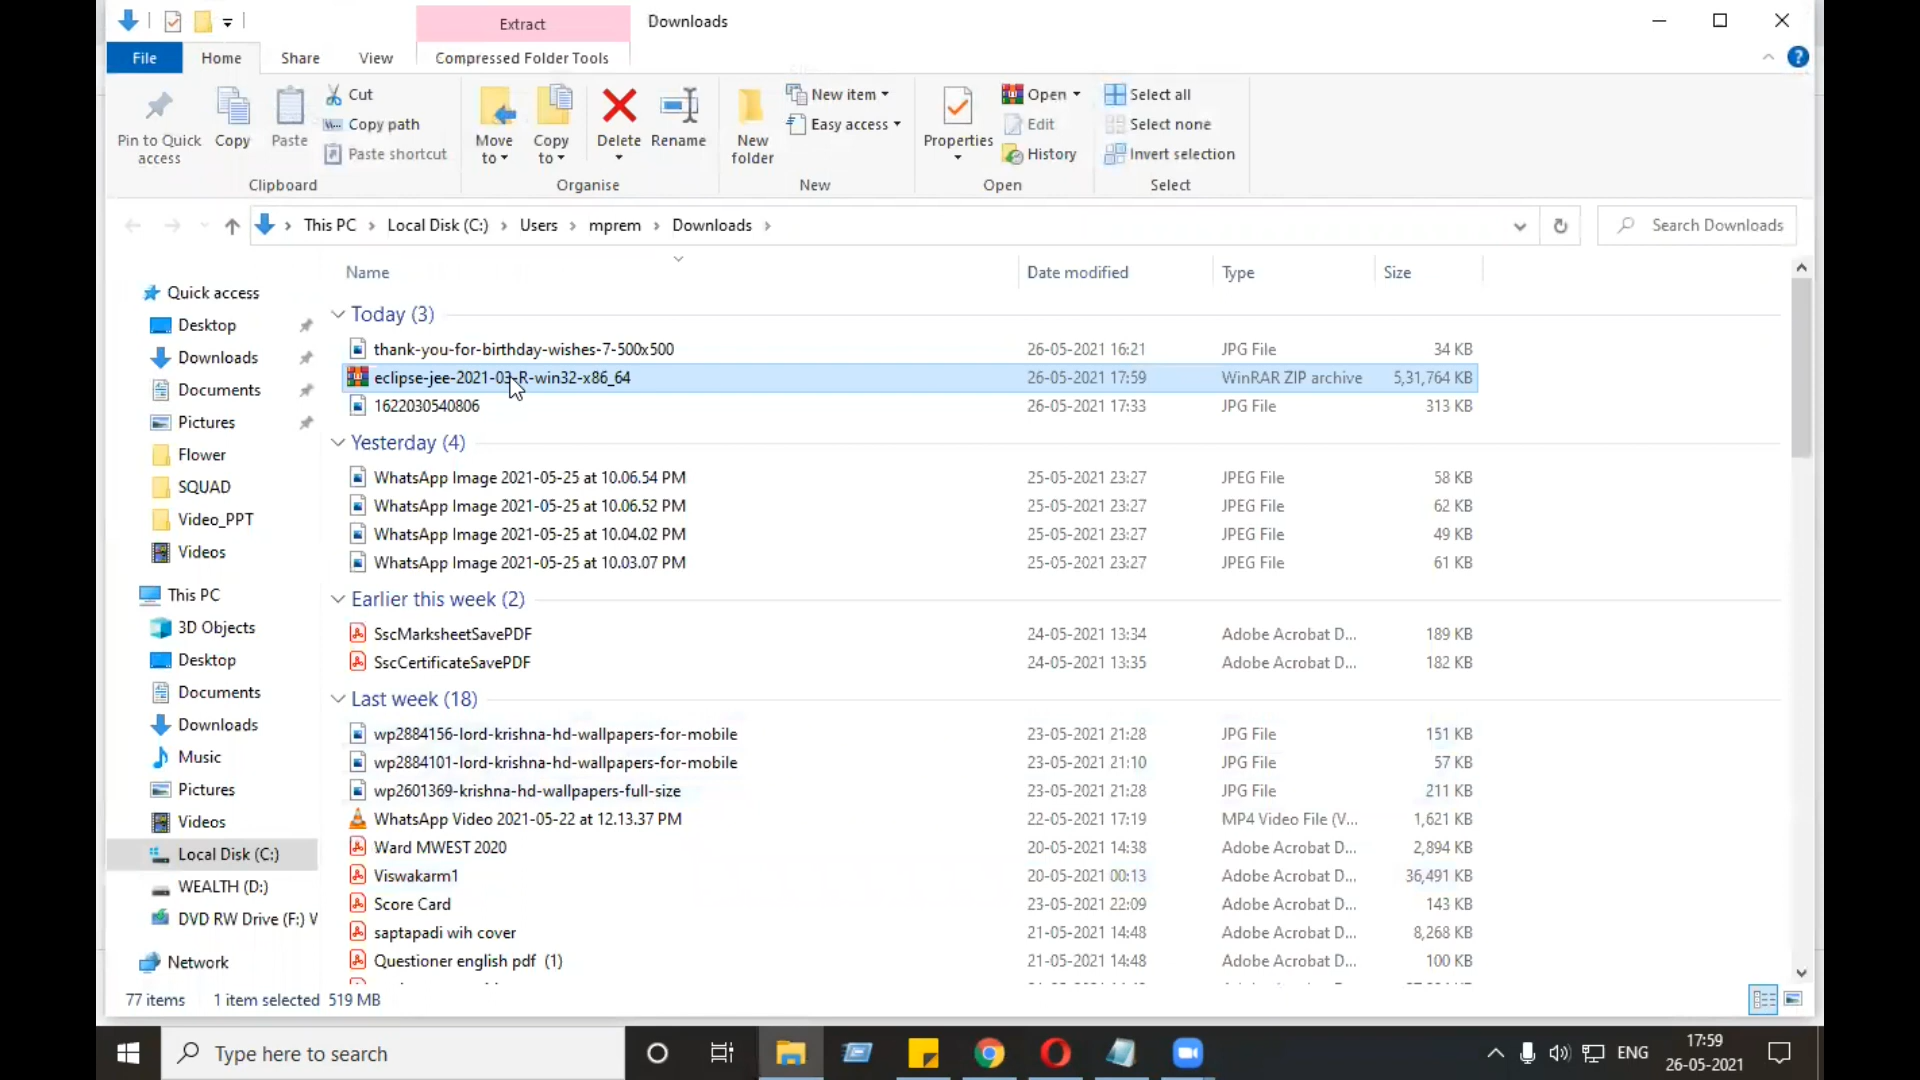 Extract
Downloads
File
Home
Share
View
Compressed Folder Tools
Pin to Quick access
Copy
Paste
Cut
Copy path
Paste shortcut
Clipboard
Move to
Copy to
Delete
Rename
Organise
New folder
New item
Easy access
New
Properties
Open
Edit
History
Open
Select all
Select none
Invert selection
Select
This PC > Local Disk (C:) > Users > mprem > Downloads >
Search Downloads
Name Date modified Type Size
Quick access
Desktop
Downloads
Documents
Pictures
Flower
SQUAD
Video_PPT
Videos
This PC
3D Objects
Desktop
Documents
Downloads
Music
Pictures
Videos
Local Disk (C:)
WEALTH (D:)
DVD RW Drive (F:) V
Network
Today (3)
thank-you-for-birthday-wishes-7-500x500 26-05-2021 16:21 JPG File 34 KB
eclipse-jee-2021-03-R-win32-x86_64 26-05-2021 17:59 WinRAR ZIP archive 5,31,764 KB
1622030540806 26-05-2021 17:33 JPG File 313 KB
Yesterday (4)
WhatsApp Image 2021-05-25 at 10.06.54 PM 25-05-2021 23:27 JPEG File 58 KB
WhatsApp Image 2021-05-25 at 10.06.52 PM 25-05-2021 23:27 JPEG File 62 KB
WhatsApp Image 2021-05-25 at 10.04.02 PM 25-05-2021 23:27 JPEG File 49 KB
WhatsApp Image 2021-05-25 at 10.03.07 PM 25-05-2021 23:27 JPEG File 61 KB
Earlier this week (2)
SscMarksheetSavePDF 24-05-2021 13:34 Adobe Acrobat D... 189 KB
SscCertificateSavePDF 24-05-2021 13:35 Adobe Acrobat D... 182 KB
Last week (18)
wp2884156-lord-krishna-hd-wallpapers-for-mobile 23-05-2021 21:28 JPG File 151 KB
wp2884101-lord-krishna-hd-wallpapers-for-mobile 23-05-2021 21:10 JPG File 57 KB
wp2601369-krishna-hd-wallpapers-full-size 23-05-2021 21:28 JPG File 211 KB
WhatsApp Video 2021-05-22 at 12.13.37 PM 22-05-2021 17:19 MP4 Video File (V... 1,621 KB
Ward MWEST 2020 20-05-2021 14:38 Adobe Acrobat D... 2,894 KB
Viswakarm1 20-05-2021 00:13 Adobe Acrobat D... 36,491 KB
Score Card 23-05-2021 22:09 Adobe Acrobat D... 143 KB
saptapadi wih cover 21-05-2021 14:48 Adobe Acrobat D... 8,268 KB
Questioner english pdf (1) 21-05-2021 14:48 Adobe Acrobat D... 100 KB
77 items 1 item selected 519 MB
Type here to search
ENG
17:59
26-05-2021